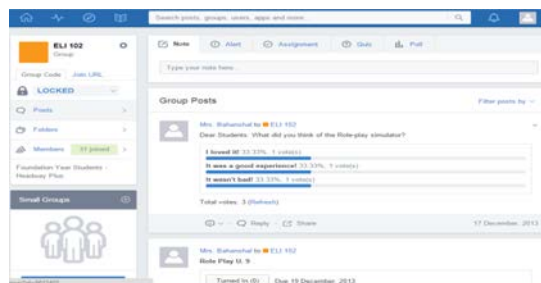 Search posts, groups, users, apps and more
ELI 102
Group
Group Code Join URL
LOCKED
Posts
Folders
Members 31 joined
Foundation Year Students -
Headway Plus
Small Groups
Note Alert Assignment Quiz Poll
Type your note here...
Group Posts
Filter posts by
Mrs. Bahanshal to ELI 102
Dear Students. What did you think of the Role-play simulator?
I loved it! 33.33%, 1 vote(s)
It was a good experience! 33.33%, 1 vote(s)
It wasn't bad! 33.33%, 1 vote(s)
Total votes: 3 (Refresh)
Reply Share
17 December, 2013
Mrs. Bahanshal to ELI 102
Role Play U. 9
Turned In (5) Due 19 December, 2013